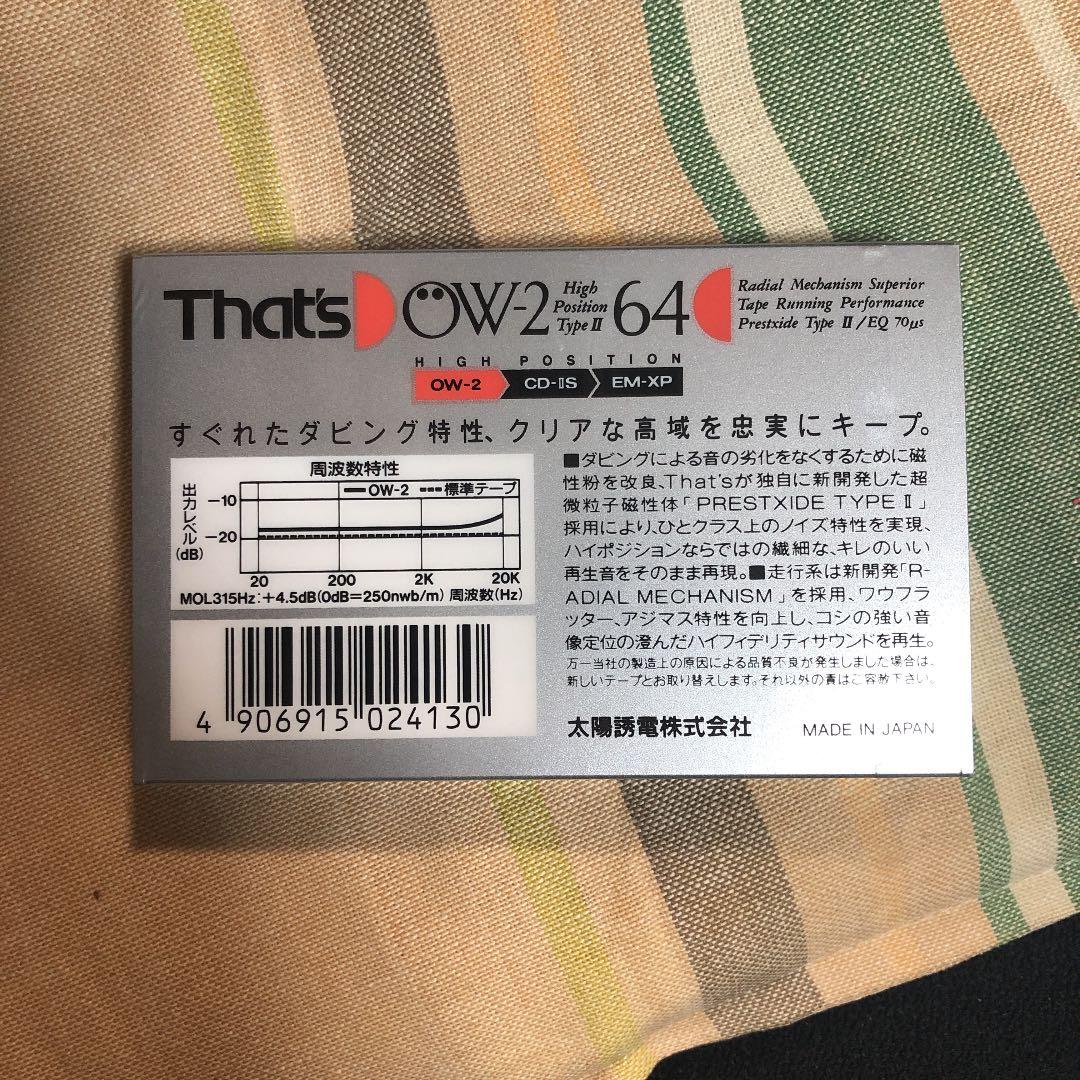 That's OW-2 High Position Type II 64
Radial Mechanism Superior
Tape Running Performance
Prestxide Type II/EQ 70μs
HIGH POSITION
OW-2 CD-IIS EM-XP
すぐれたダビング特性、クリアな高域を忠実にキープ。
周波数特性
出力レベル(dB)
OW-2 標準テープ
-10
-20
20 200 2K 20K
MOL315Hz:+4.5dB(0dB=250nwb/m) 周波数(Hz)
■ダビングによる音の劣化をなくするために磁
性粉を改良、That'sが独自に新開発した超
微粒子磁性体「PRESTXIDE TYPE II」
採用により、ひとクラス上のノイズ特性を実現、
ハイポジションならではの繊細な、キレのいい
再生音をそのまま再現。■走行系は新開発「R-
ADIAL MECHANISM」を採用、ワウフラ
ッター、アジマス特性を向上し、コシの強い音
像定位の澄んだハイフィデリティサウンドを再生。
万一当社の製造上の原因による品質不良が発生しました場合は、
新しいテープとお取り替えします。それ以外の責はご容赦下さい。
4 906915 024130
太陽誘電株式会社 MADE IN JAPAN